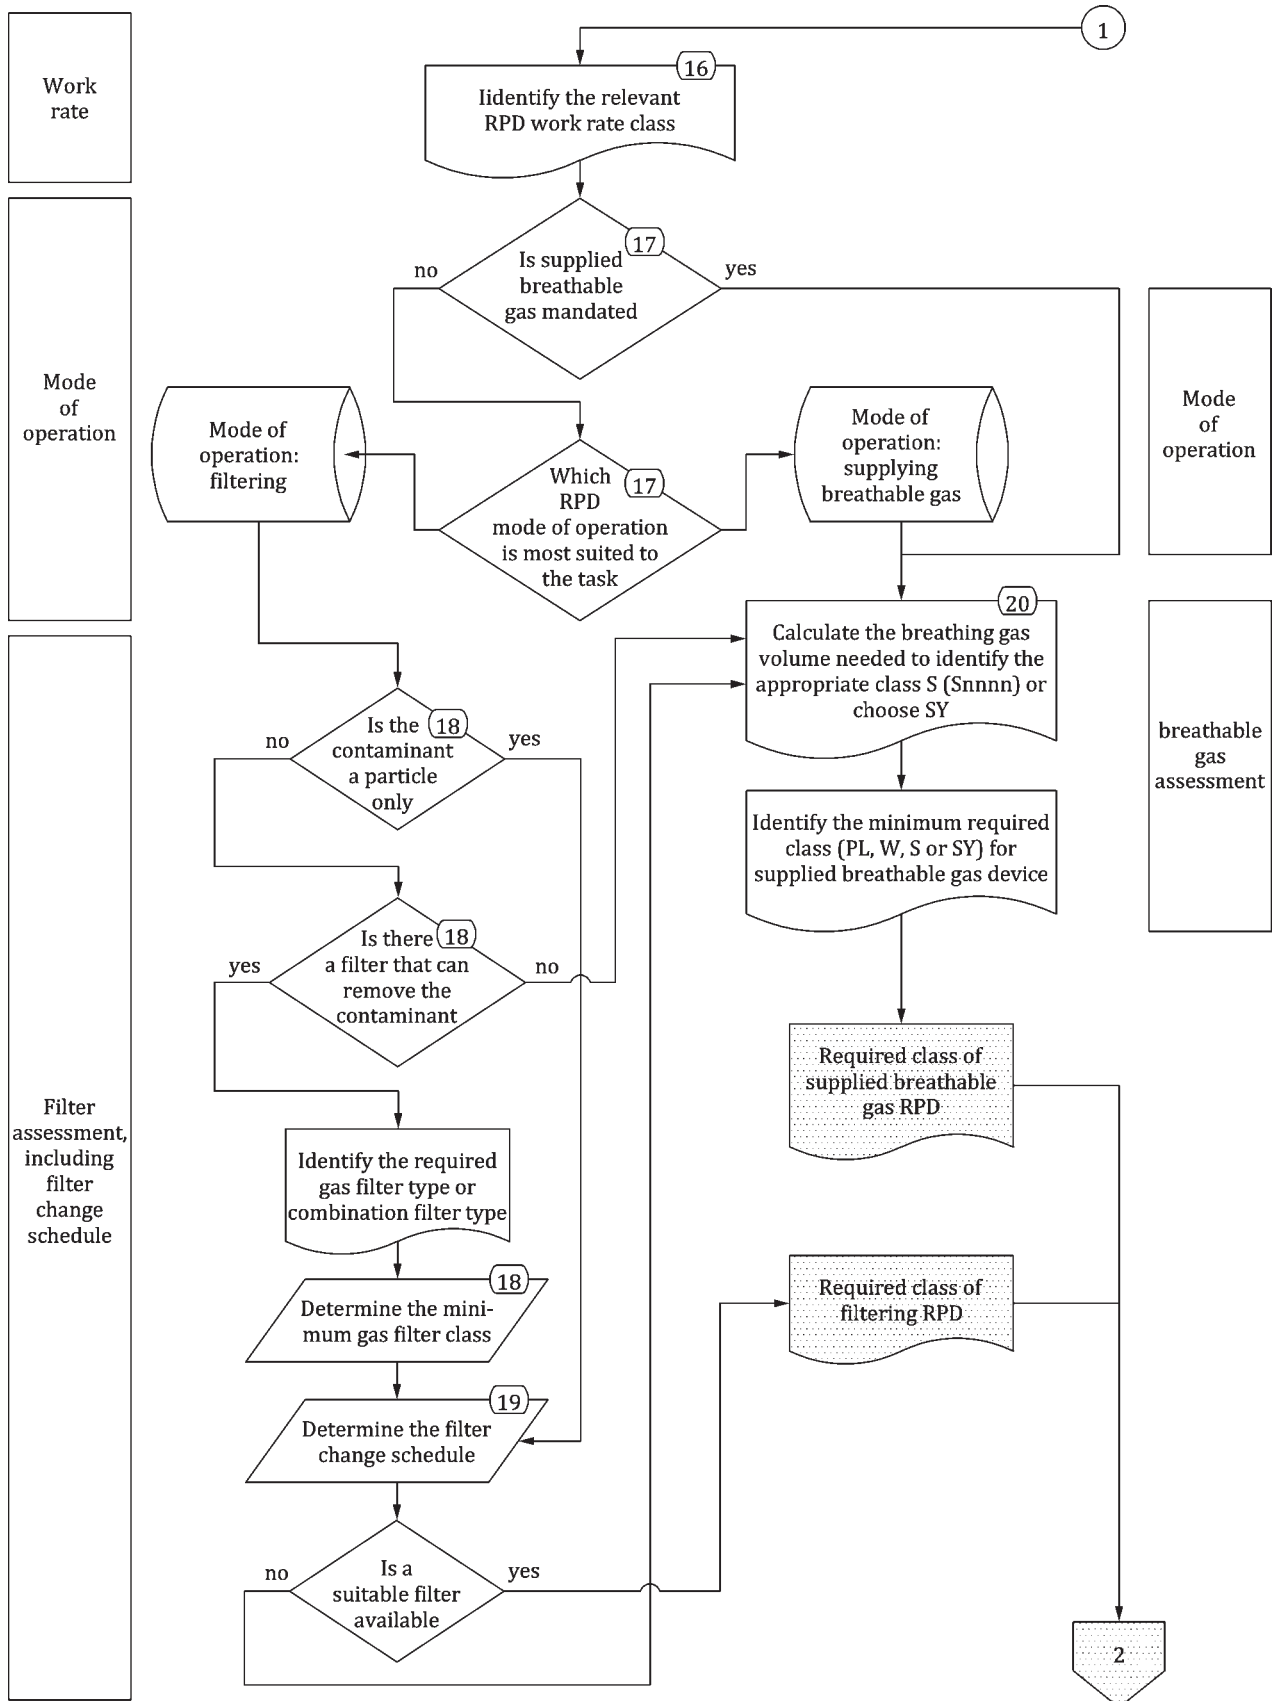 1
Work
rate
16
Iidentify the relevant
RPD work rate class
17
Is supplied
breathable
gas mandated
no
yes
Mode
of
operation
Mode of
operation:
filtering
Which
RPD
mode of operation
is most suited to
the task
17
Mode of
operation:
supplying
breathable gas
Mode
of
operation
20
Calculate the breathing gas
volume needed to identify the
appropriate class S (Snnnn) or
choose SY
Is the
contaminant
a particle
only
18
no
yes
breathable
gas
assessment
Identify the minimum required
class (PL, W, S or SY) for
supplied breathable gas device
Is there
a filter that can
remove the
contaminant
18
yes
no
Required class of
supplied breathable
gas RPD
Filter
assessment,
including
filter
change
schedule
Identify the required
gas filter type or
combination filter type
18
Determine the mini-
mum gas filter class
Required class of
filtering RPD
19
Determine the filter
change schedule
Is a
suitable filter
available
no
yes
2